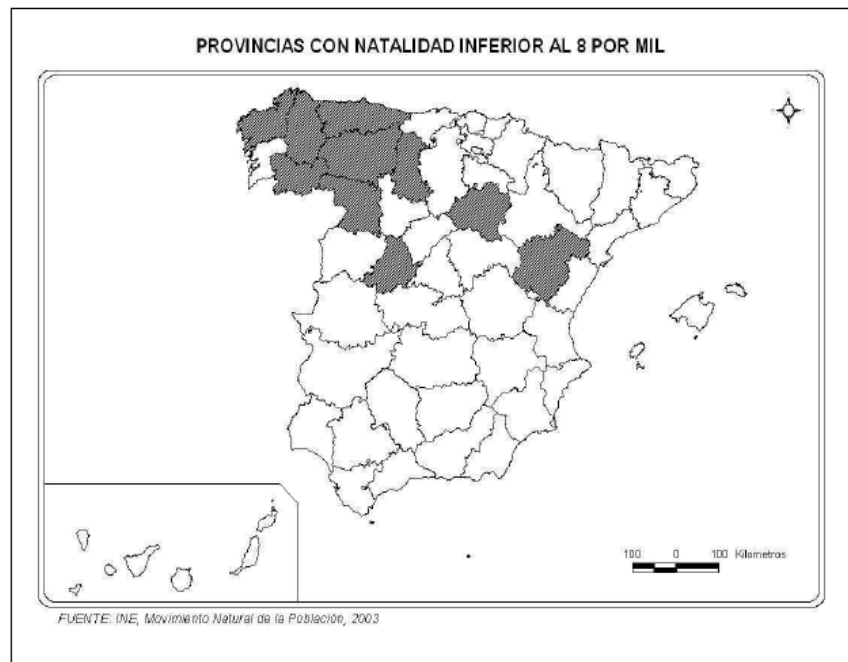 PROVINCIAS CON NATALIDAD INFERIOR AL 8 POR MIL
100 0 100 Kilometros
FUENTE: INE, Movimiento Natural de la Población, 2003